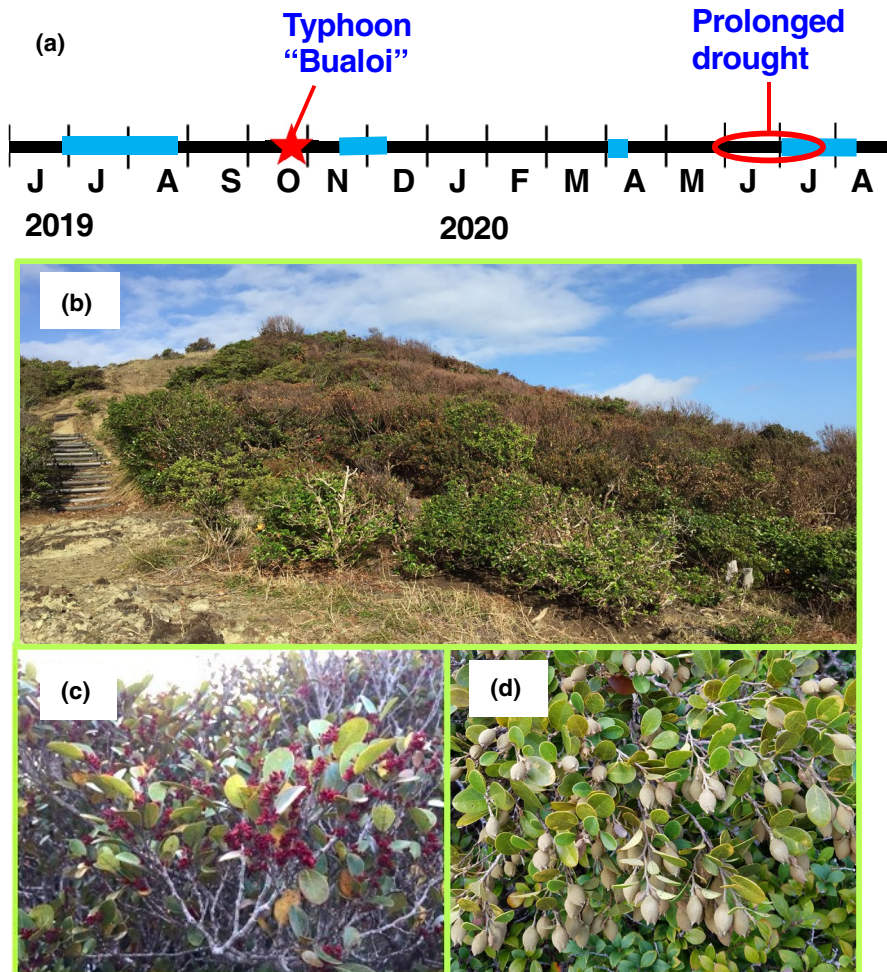 (a)
Typhoon
“Bualoi”
Prolonged
drought
J J A S O N D J F M A M J J A
2019 2020
(b)
(c)
(d)